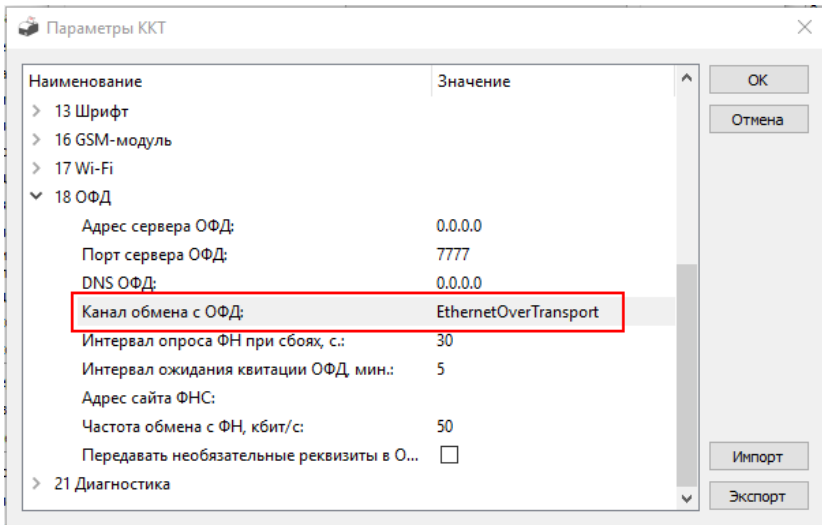 Параметры ККТ
Наименование Значение
13 Шрифт
16 GSM-модуль
17 Wi-Fi
18 ОФД
Адрес сервера ОФД: 0.0.0.0
Порт сервера ОФД: 7777
DNS ОФД: 0.0.0.0
Канал обмена с ОФД: EthernetOverTransport
Интервал опроса ФН при сбоях, с.: 30
Интервал ожидания квитации ОФД, мин.: 5
Адрес сайта ФНС:
Частота обмена с ФН, кбит/с: 50
Передавать необязательные реквизиты в О...
21 Диагностика
ОК
Отмена
Импорт
Экспорт